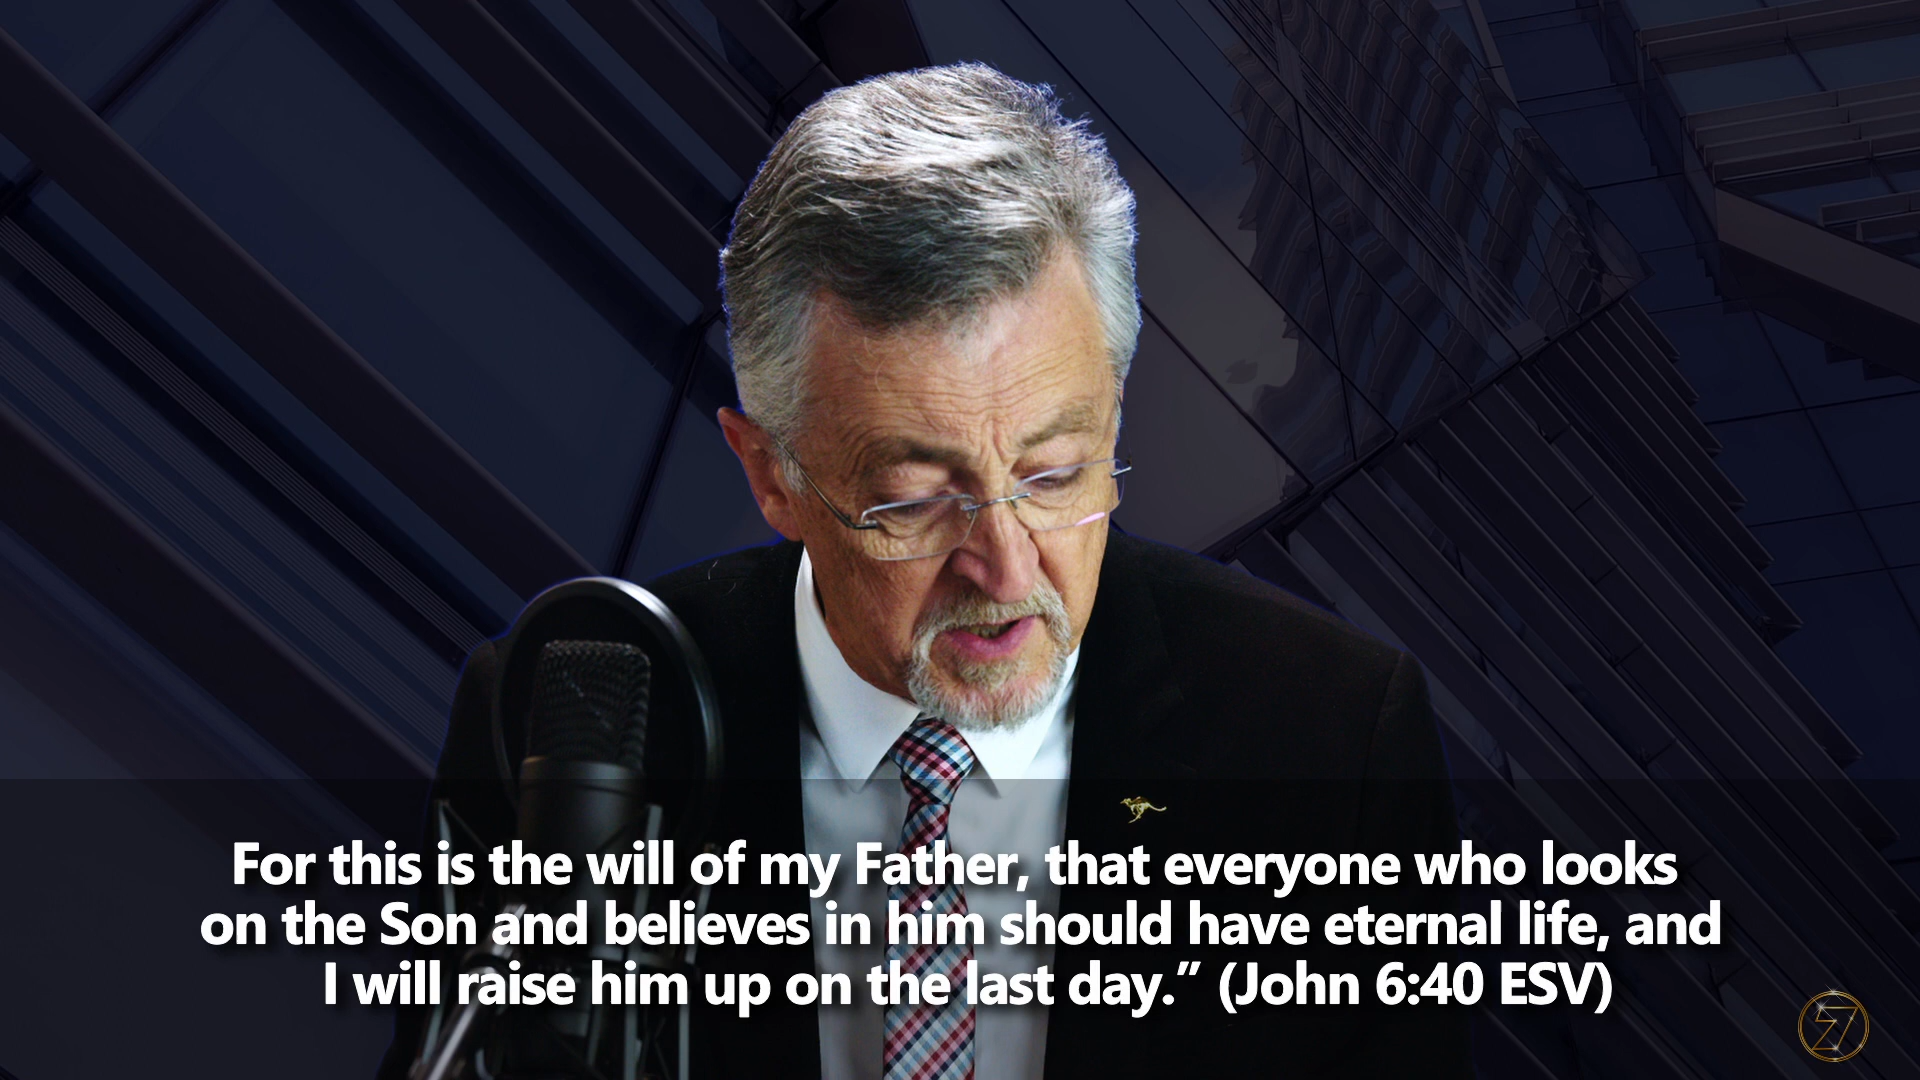 For this is the will of my Father, that everyone who looks
on the Son and believes in him should have eternal life, and
I will raise him up on the last day.” (John 6:40 ESV)